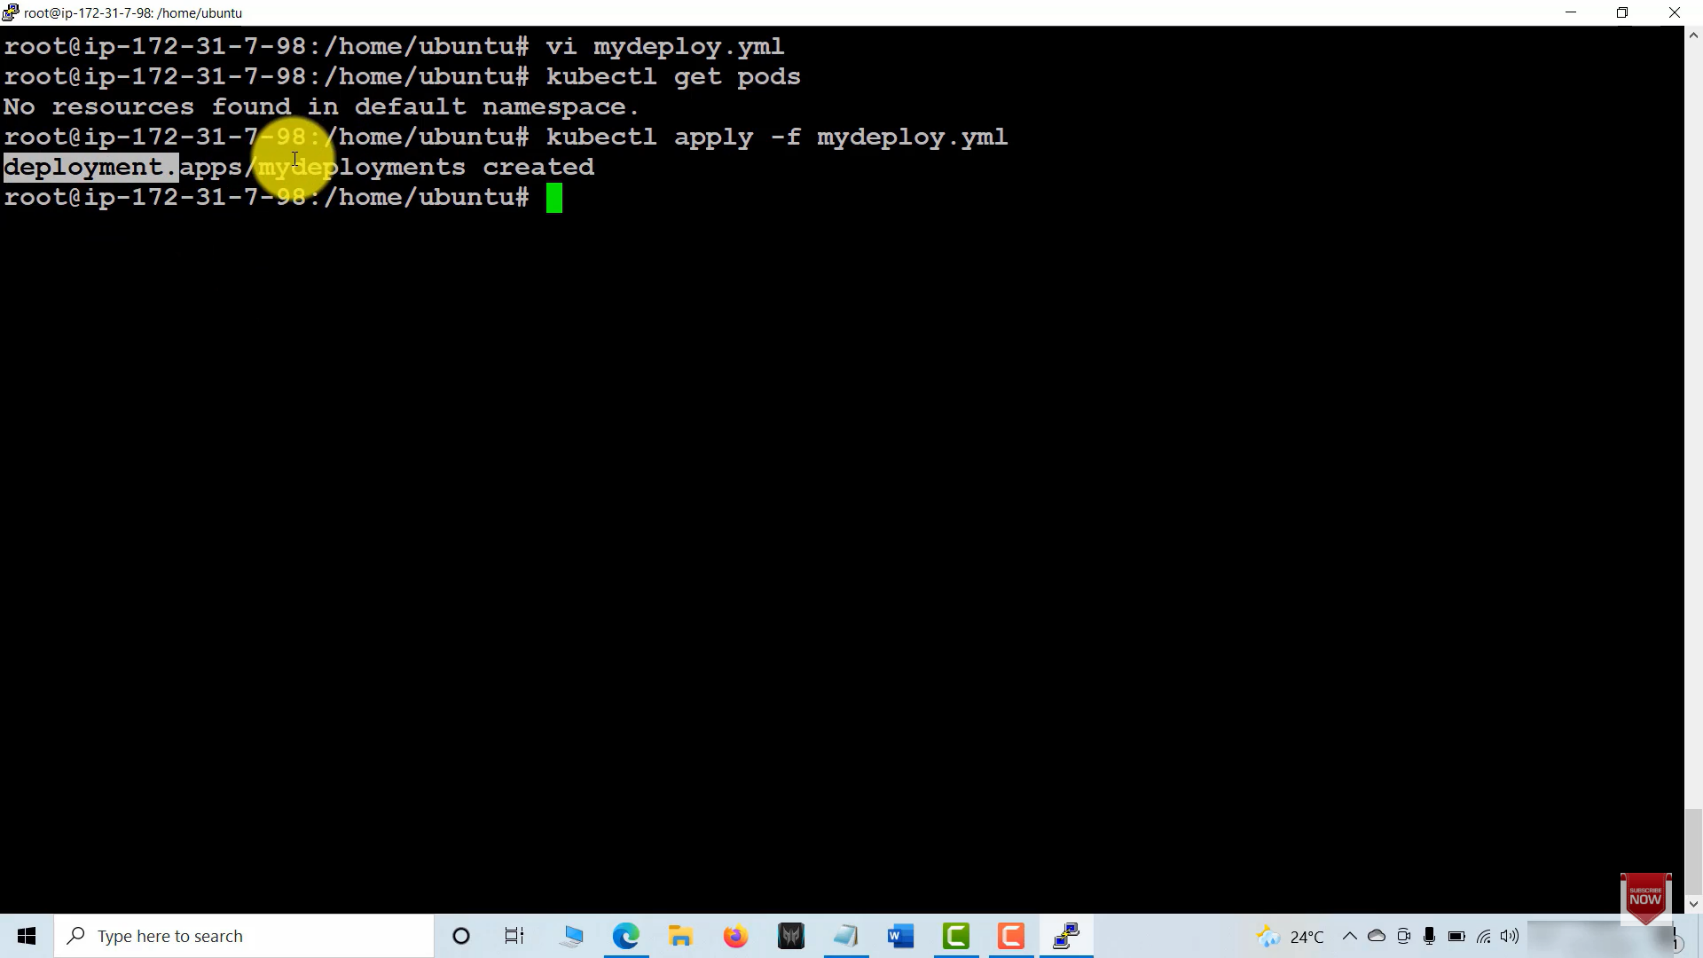 root@ip-172-31-7-98: /home/ubuntu
root@ip-172-31-7-98:/home/ubuntu# vi mydeploy.yml
root@ip-172-31-7-98:/home/ubuntu# kubectl get pods
No resources found in default namespace.
root@ip-172-31-7-98:/home/ubuntu# kubectl apply -f mydeploy.yml
deployment.apps/mydeployments created
root@ip-172-31-7-98:/home/ubuntu#
SUBSCRIBE
NOW
Type here to search
24°C
1